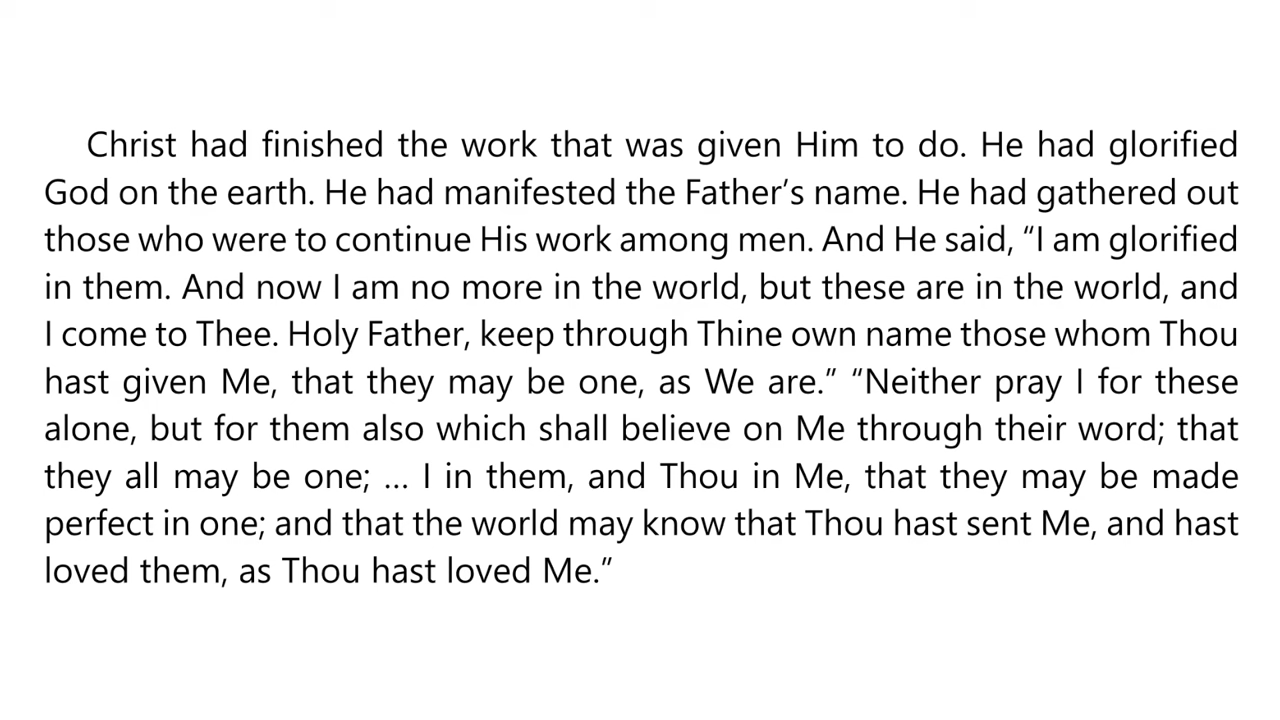 Christ had finished the work that was given Him to do. He had glorified
God on the earth. He had manifested the Father’s name. He had gathered out
those who were to continue His work among men. And He said, “I am glorified
in them. And now I am no more in the world, but these are in the world, and
I come to Thee. Holy Father, keep through Thine own name those whom Thou
hast given Me, that they may be one, as We are.” “Neither pray I for these
alone, but for them also which shall believe on Me through their word; that
they all may be one; ... I in them, and Thou in Me, that they may be made
perfect in one; and that the world may know that Thou hast sent Me, and hast
loved them, as Thou hast loved Me.”